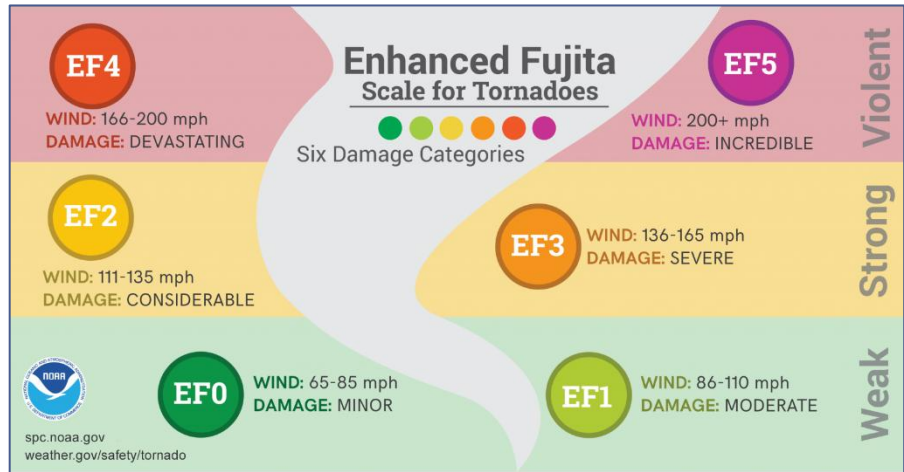 Enhanced Fujita
Scale for Tornadoes
Six Damage Categories
EF4
WIND: 166-200 mph
DAMAGE: DEVASTATING
EF5
WIND: 200+ mph
DAMAGE: INCREDIBLE
Violent
EF2
WIND: 111-135 mph
DAMAGE: CONSIDERABLE
EF3
WIND: 136-165 mph
DAMAGE: SEVERE
Strong
EF0
WIND: 65-85 mph
DAMAGE: MINOR
EF1
WIND: 86-110 mph
DAMAGE: MODERATE
Weak
NOAA
spc.noaa.gov
weather.gov/safety/tornado